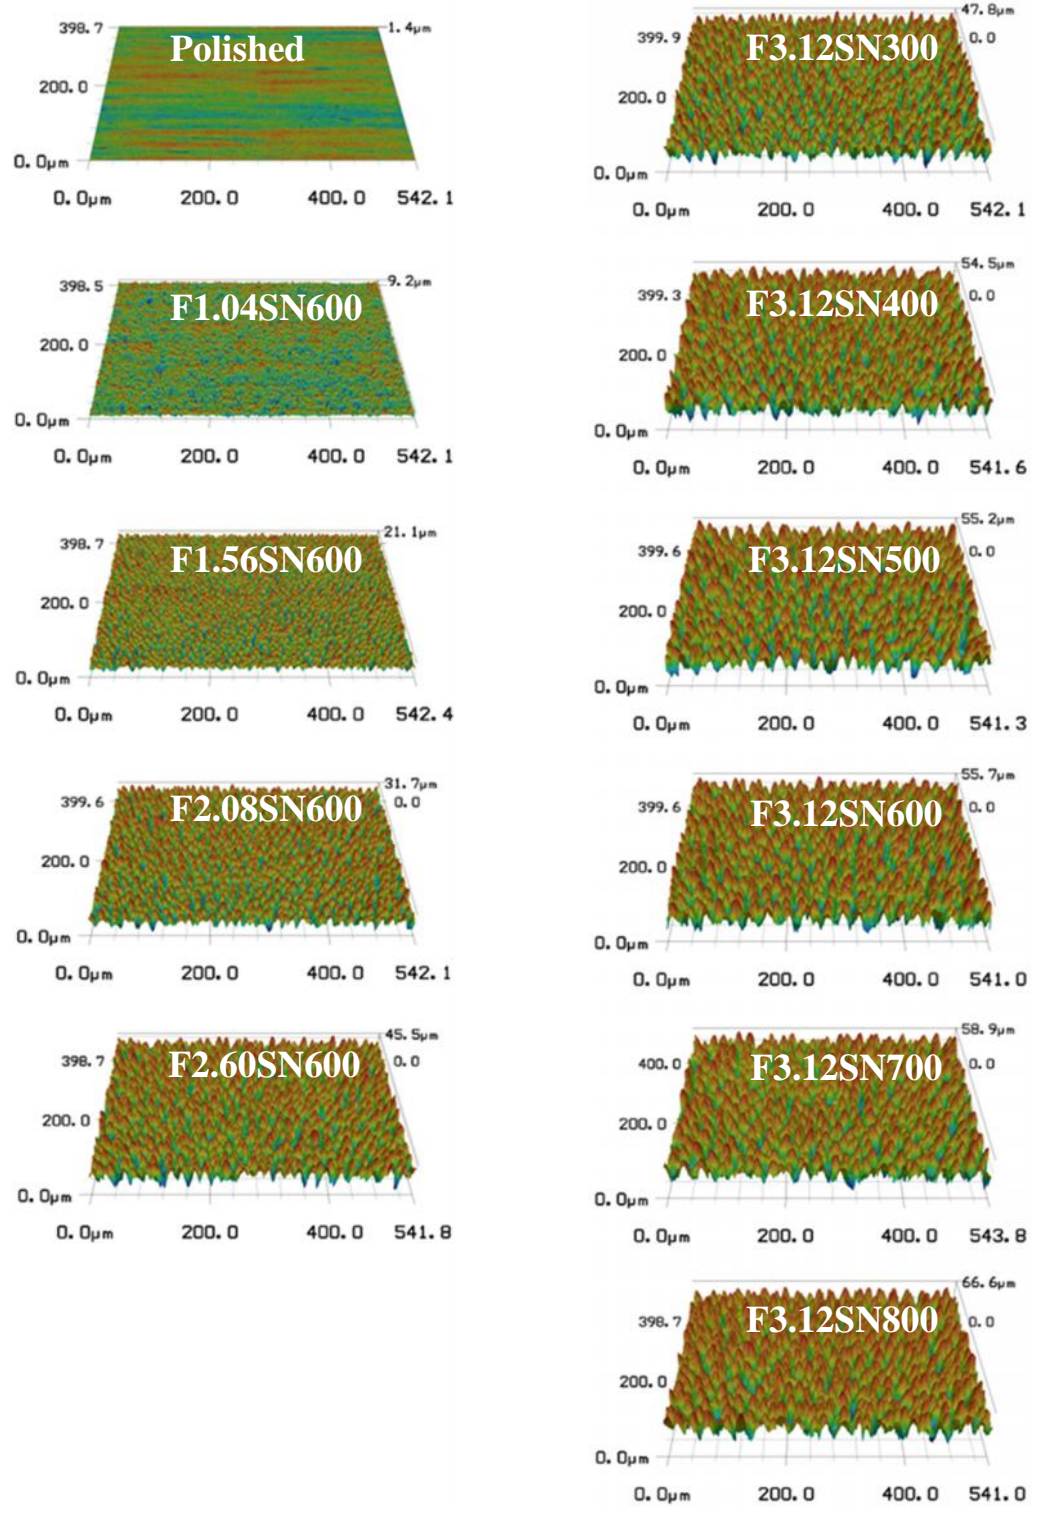 398.7
1.4µm
Polished
200.0
0.0µm
0.0µm 200.0 400.0 542.1
398.5
9.2µm
F1.04SN600
200.0
0.0µm
0.0µm 200.0 400.0 542.1
398.7
21.1µm
F1.56SN600
200.0
0.0µm
0.0µm 200.0 400.0 542.4
399.6
31.7µm
0.0
F2.08SN600
200.0
0.0µm
0.0µm 200.0 400.0 542.1
398.7
45.5µm
0.0
F2.60SN600
200.0
0.0µm
0.0µm 200.0 400.0 541.8
399.9
47.8µm
0.0
F3.12SN300
200.0
0.0µm
0.0µm 200.0 400.0 542.1
399.3
54.5µm
0.0
F3.12SN400
200.0
0.0µm
0.0µm 200.0 400.0 541.6
399.6
55.2µm
0.0
F3.12SN500
200.0
0.0µm
0.0µm 200.0 400.0 541.3
399.6
55.7µm
0.0
F3.12SN600
200.0
0.0µm
0.0µm 200.0 400.0 541.0
400.0
58.9µm
0.0
F3.12SN700
200.0
0.0µm
0.0µm 200.0 400.0 543.8
398.7
66.6µm
0.0
F3.12SN800
200.0
0.0µm
0.0µm 200.0 400.0 541.0